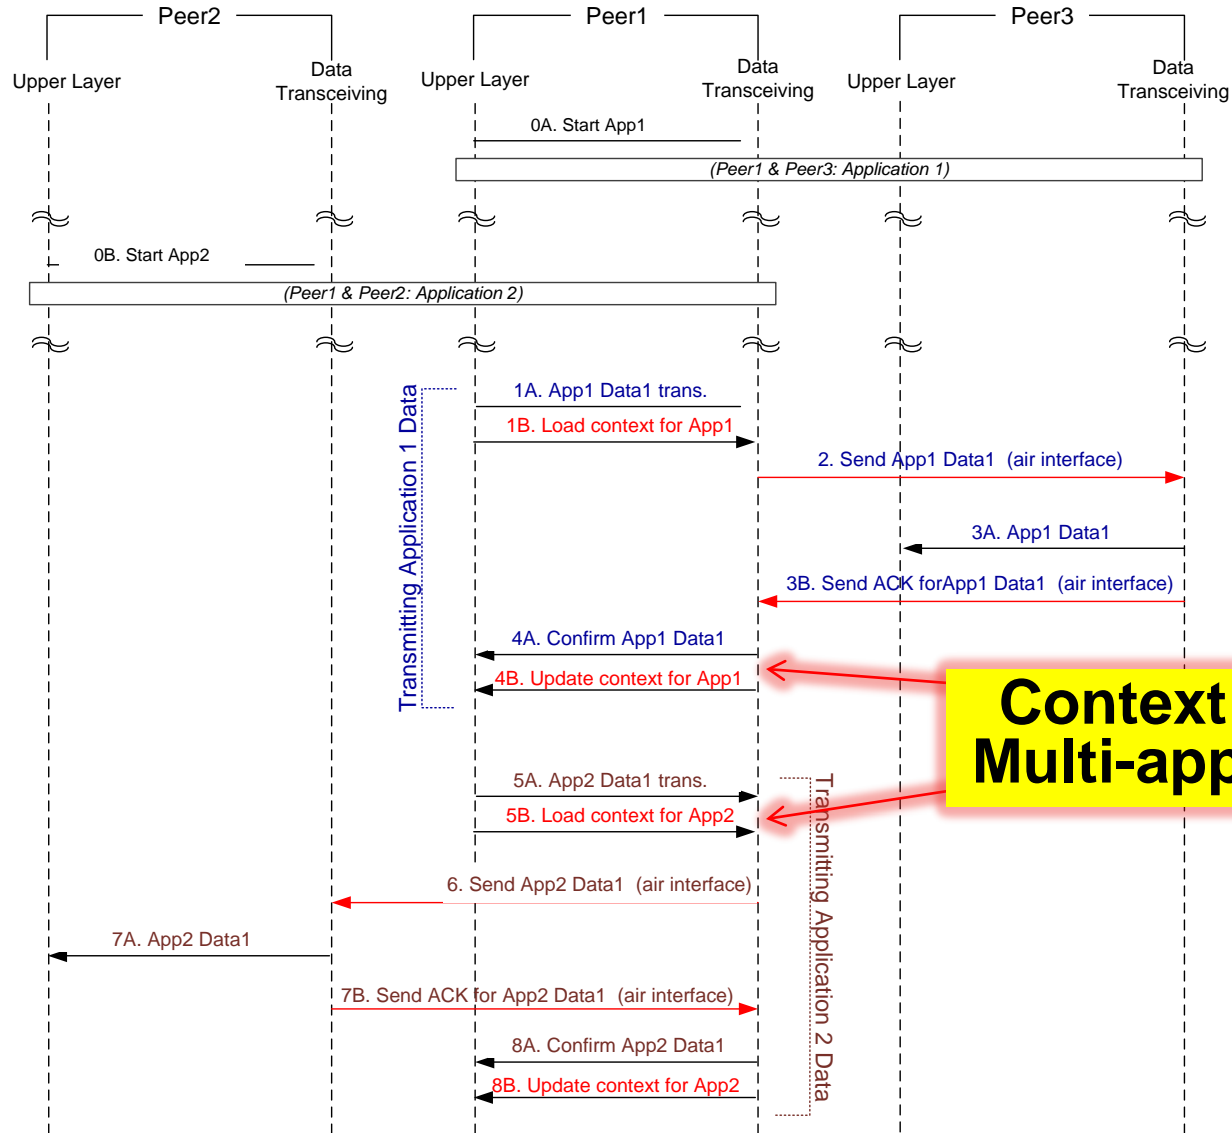 Peer2
Peer1
Peer3
Upper Layer
Data
Transceiving
Upper Layer
Data
Transceiving
Upper Layer
Data
Transceiving
0A. Start App1
(Peer1 & Peer3: Application 1)
0B. Start App2
(Peer1 & Peer2: Application 2)
Transmitting Application 1 Data
1A. App1 Data1 trans.
1B. Load context for App1
2. Send App1 Data1 (air interface)
3A. App1 Data1
3B. Send ACK forApp1 Data1 (air interface)
4A. Confirm App1 Data1
4B. Update context for App1
Context
Multi-app
5A. App2 Data1 trans.
5B. Load context for App2
Transmitting Application 2 Data
6. Send App2 Data1 (air interface)
7A. App2 Data1
7B. Send ACK for App2 Data1 (air interface)
8A. Confirm App2 Data1
8B. Update context for App2